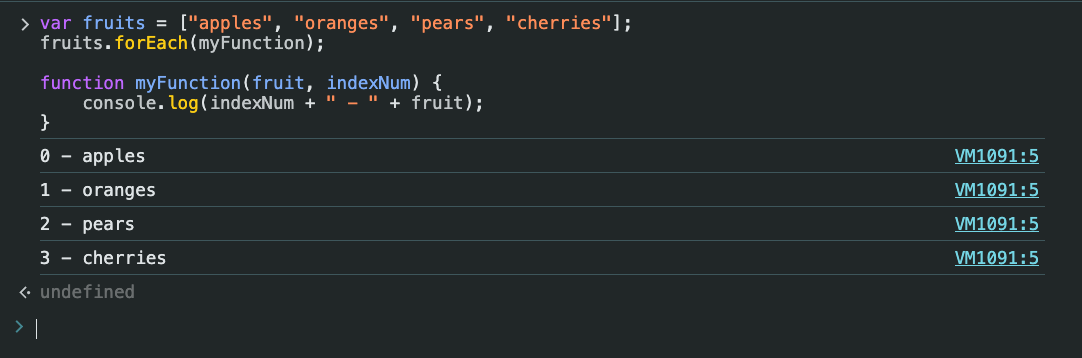 > var fruits = ["apples", "oranges", "pears", "cherries"];
fruits.forEach(myFunction);
function myFunction(fruit, indexNum) {
    console.log(indexNum + " - " + fruit);
}
0 - apples VM1091:5
1 - oranges VM1091:5
2 - pears VM1091:5
3 - cherries VM1091:5
undefined
>